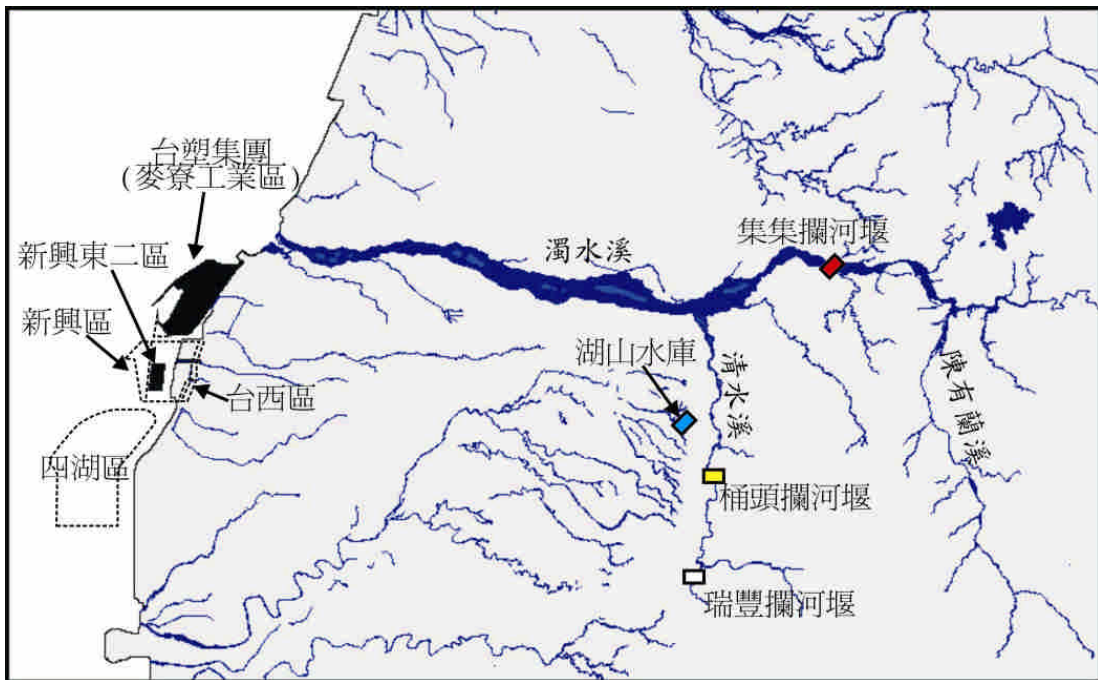 台塑集團
(麥寮工業區)
新興東二區
新興區
台西區
四湖區
濁水溪
集集攔河堰
湖山水庫
清水溪
陳有蘭溪
桶頭攔河堰
瑞豐攔河堰